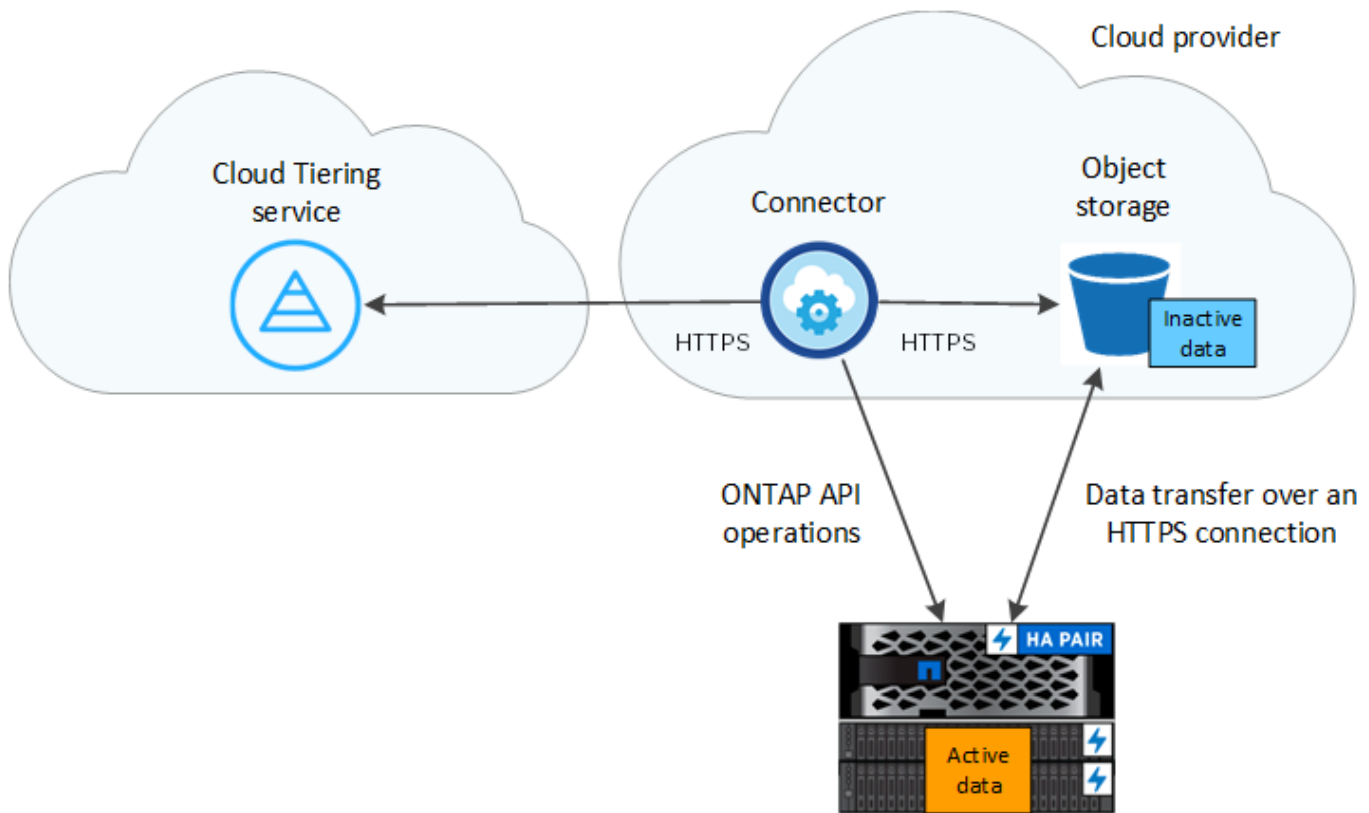 Cloud provider
Cloud Tiering
service
Connector
Object
storage
HTTPS
HTTPS
Inactive
data
ONTAP API
operations
Data transfer over an
HTTPS connection
HA PAIR
Active
data